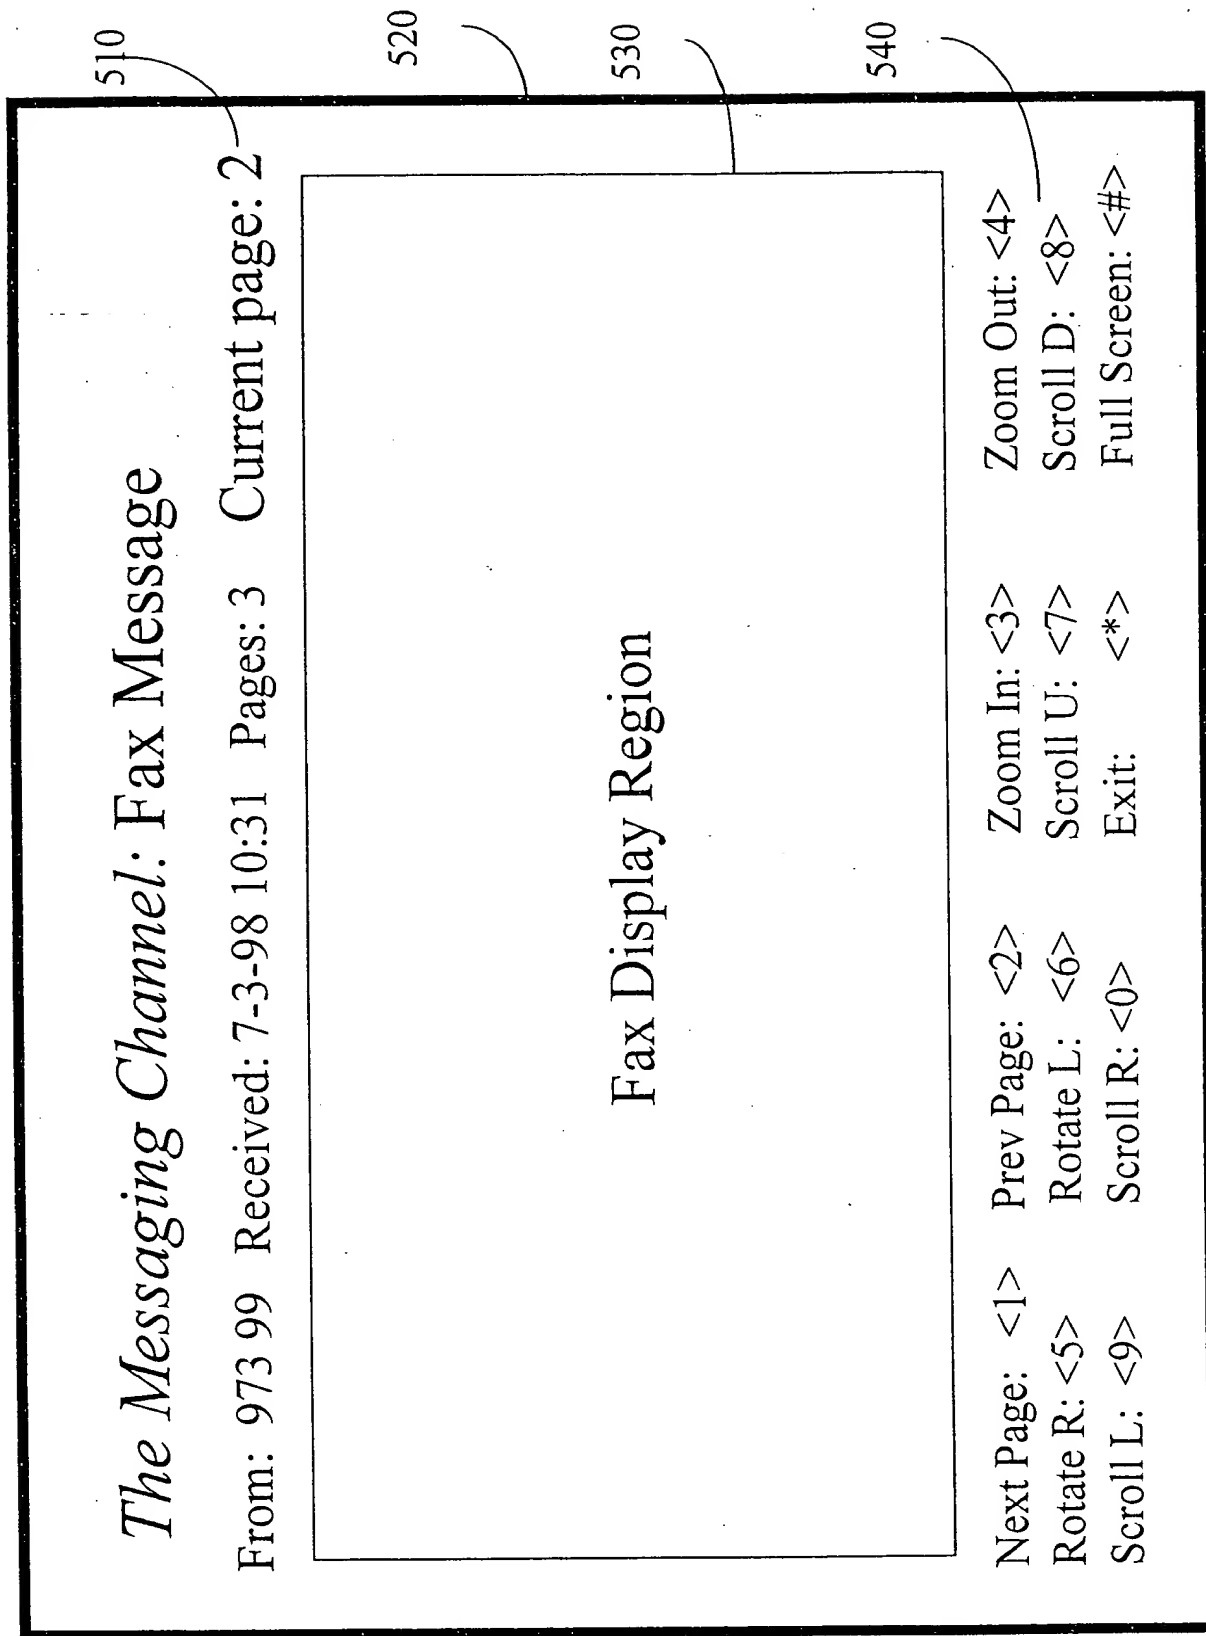 The Messaging Channel: Fax Message
From: 973 99 Received: 7-3-98 10:31 Pages: 3 Current page: 2
Fax Display Region
Next Page: <1> Prev Page: <2> Zoom In: <3> Zoom Out: <4>
Rotate R: <5> Rotate L: <6> Scroll U: <7> Scroll D: <8>
Scroll L: <9> Scroll R: <0> Exit: <*> Full Screen: <#>
510
520
530
540